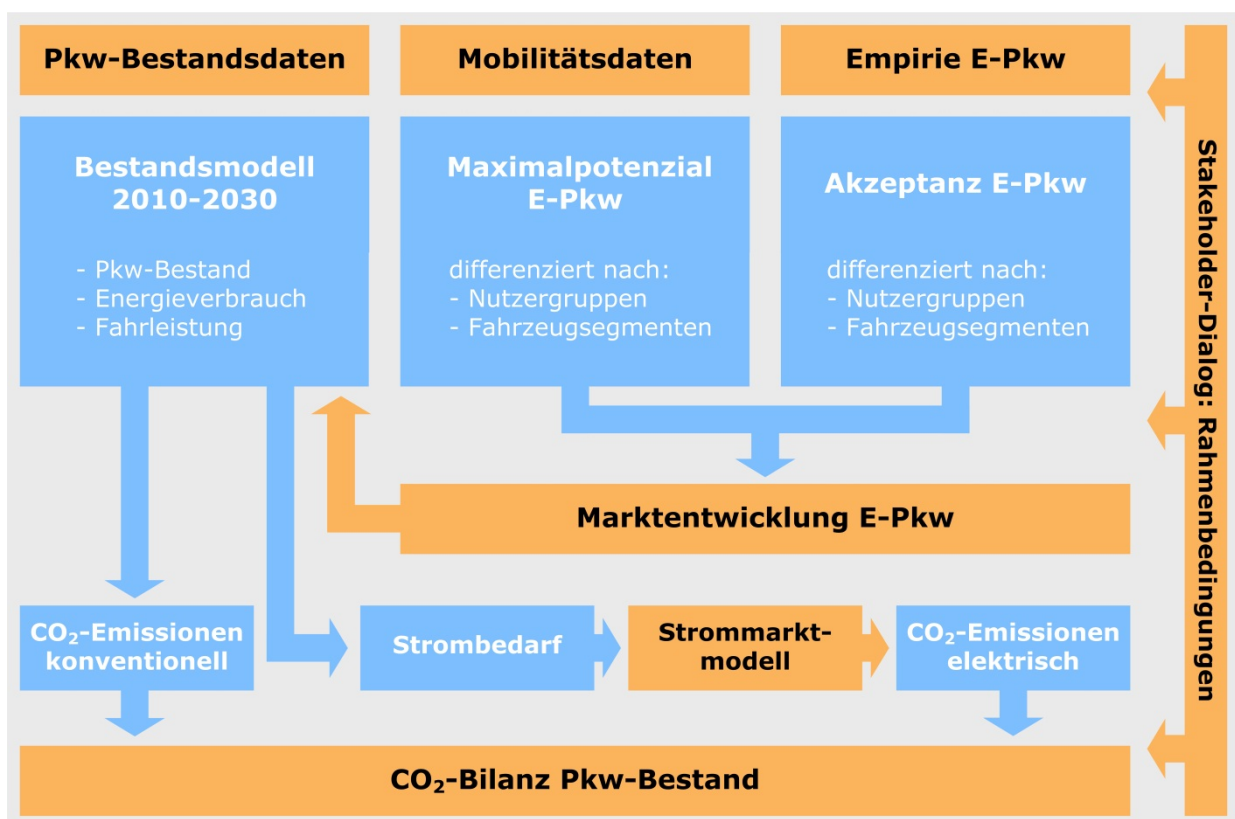 Pkw-Bestandsdaten
Mobilitätsdaten
Empirie E-Pkw
Bestandsmodell
2010-2030
- Pkw-Bestand
- Energieverbrauch
- Fahrleistung
Maximalpotenzial
E-Pkw
differenziert nach:
- Nutzergruppen
- Fahrzeugsegmenten
Akzeptanz E-Pkw
differenziert nach:
- Nutzergruppen
- Fahrzeugsegmenten
Marktentwicklung E-Pkw
CO₂-Emissionen
konventionell
Strombedarf
Strommarkt-
modell
CO₂-Emissionen
elektrisch
CO₂-Bilanz Pkw-Bestand
Stakeholder-Dialog: Rahmenbedingungen